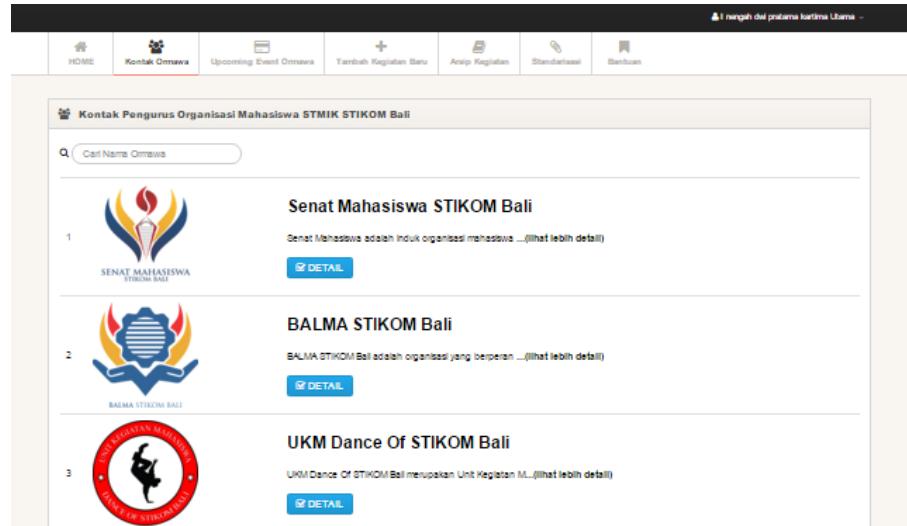 I nengah dwi pratama kartima Utama
HOME
Kontak Ormawa
Upcoming Event Ormawa
Tambah Kegiatan Baru
Arsip Kegiatan
Standarisasi
Bantuan
Kontak Pengurus Organisasi Mahasiswa STMIK STIKOM Bali
Cari Nama Ormawa
1
SENAT MAHASISWA
STIKOM BALI
Senat Mahasiswa STIKOM Bali
Senat Mahasiswa adalah induk organisasi mahasiswa ...(lihat lebih detail)
DETAIL
2
BALMA STIKOM BALI
BALMA STIKOM Bali
BALMA STIKOM Bali adalah organisasi yang berperan ...(lihat lebih detail)
DETAIL
3
UNIT KEGIATAN MAHASISWA
DANCE OF STIKOM BALI
UKM Dance Of STIKOM Bali
UKM Dance Of STIKOM Bali merupakan Unit Kegiatan M...(lihat lebih detail)
DETAIL